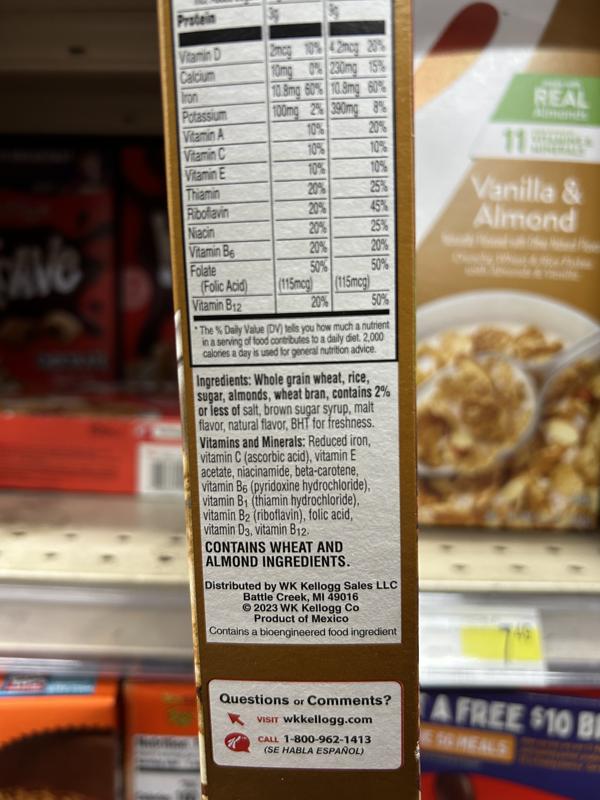 Protein 3g 9g
Vitamin D 2mcg 10% 4.2mcg 20%
Calcium 10mg 0% 230mg 15%
Iron 10.8mg 60% 10.8mg 60%
Potassium 100mg 2% 390mg 8%
Vitamin A 10% 20%
Vitamin C 10% 10%
Vitamin E 10% 10%
Thiamin 20% 25%
Riboflavin 20% 45%
Niacin 20% 25%
Vitamin B6 20% 20%
Folate 50% 50%
(Folic Acid) (115mcg) (115mcg)
Vitamin B12 20% 50%
* The % Daily Value (DV) tells you how much a nutrient
in a serving of food contributes to a daily diet. 2,000
calories a day is used for general nutrition advice.
Ingredients: Whole grain wheat, rice,
sugar, almonds, wheat bran, contains 2%
or less of salt, brown sugar syrup, malt
flavor, natural flavor, BHT for freshness.
Vitamins and Minerals: Reduced iron,
vitamin C (ascorbic acid), vitamin E
acetate, niacinamide, beta-carotene,
vitamin B6 (pyridoxine hydrochloride),
vitamin B1 (thiamin hydrochloride),
vitamin B2 (riboflavin), folic acid,
vitamin D3, vitamin B12.
CONTAINS WHEAT AND
ALMOND INGREDIENTS.
Distributed by WK Kellogg Sales LLC
Battle Creek, MI 49016
© 2023 WK Kellogg Co
Product of Mexico
Contains a bioengineered food ingredient
Questions or Comments?
VISIT wkkellogg.com
CALL 1-800-962-1413
(SE HABLA ESPAÑOL)
REAL
Almonds
11 VITAMINS &
MINERALS
Vanilla &
Almond
A FREE $10
MEALS